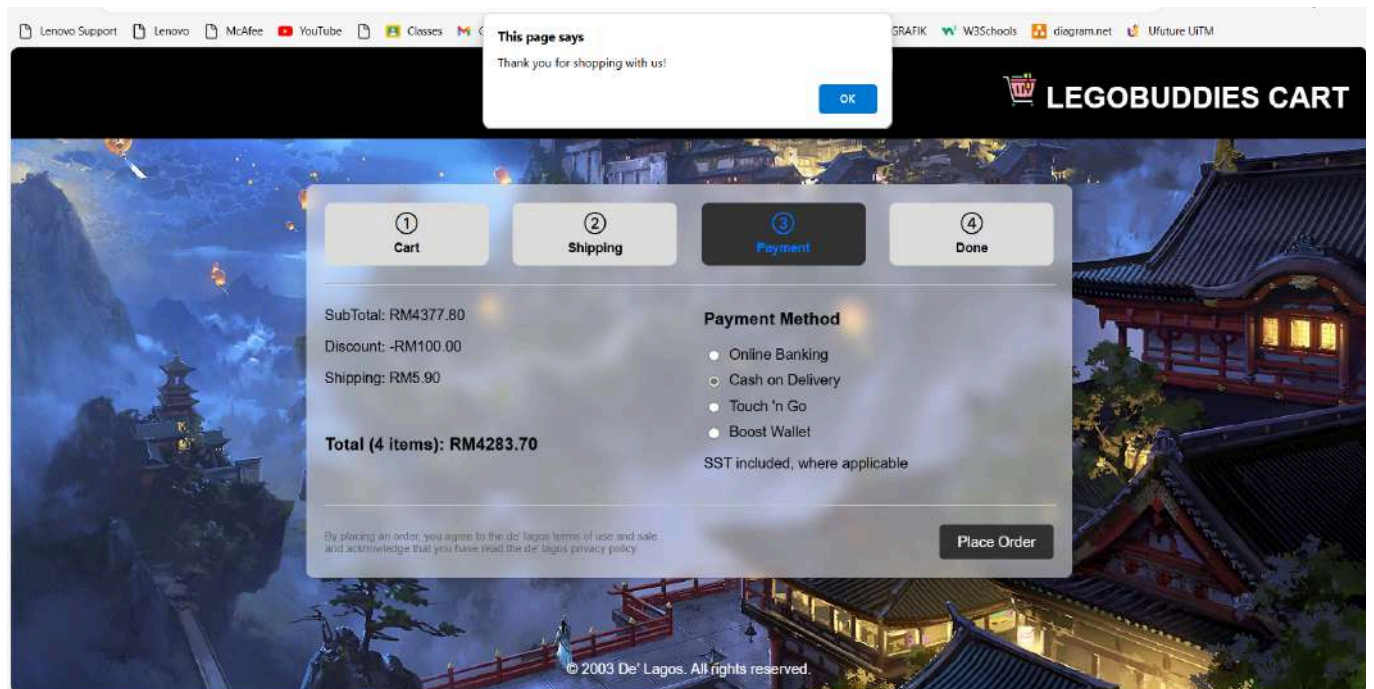 Lenovo Support Lenovo McAfee YouTube Classes GRAFIK W3Schools diagram.net Ufuture UiTM
This page says
Thank you for shopping with us!
OK
LEGOBUDDIES CART
1 2 3 4
Cart Shipping Payment Done
SubTotal: RM4377.80
Discount: -RM100.00
Shipping: RM5.90
Total (4 items): RM4283.70
Payment Method
Online Banking
Cash on Delivery
Touch 'n Go
Boost Wallet
SST included, where applicable
By placing an order, you agree to the de' lagos terms of use and sale
and acknowledge that you have read the de' lagos privacy policy.
Place Order
© 2003 De' Lagos. All rights reserved.